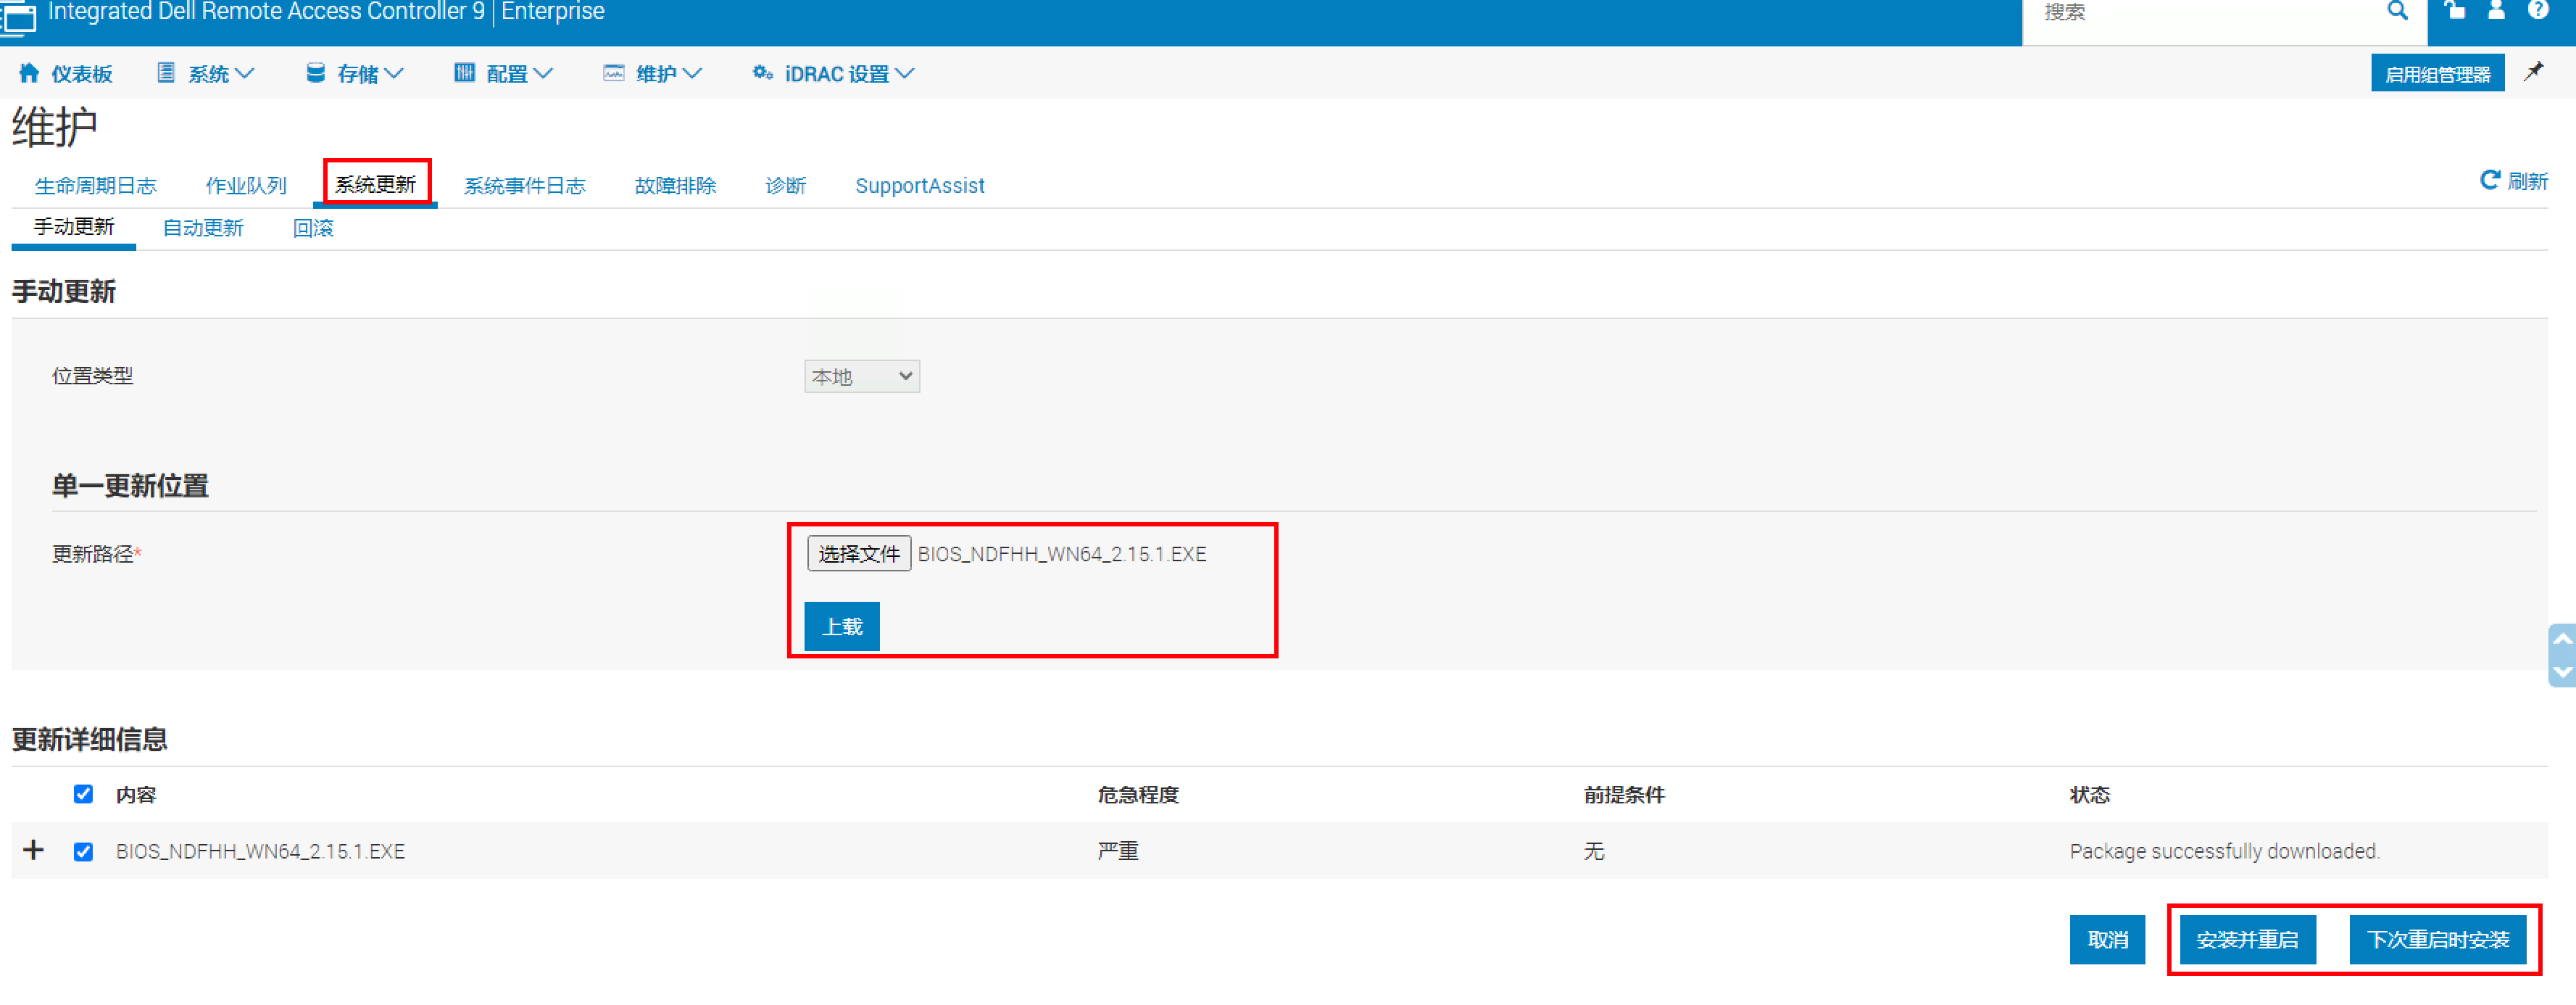 Integrated Dell Remote Access Controller 9 | Enterprise
搜索
仪表板 系统 存储 配置 维护 iDRAC 设置 启用组管理器
维护
生命周期日志 作业队列 系统更新 系统事件日志 故障排除 诊断 SupportAssist 刷新
手动更新 自动更新 回滚
手动更新
位置类型 本地
单一更新位置
更新路径* 选择文件 BIOS_NDFHH_WN64_2.15.1.EXE
上载
更新详细信息
内容 危急程度 前提条件 状态
BIOS_NDFHH_WN64_2.15.1.EXE 严重 无 Package successfully downloaded.
取消 安装并重启 下次重启时安装